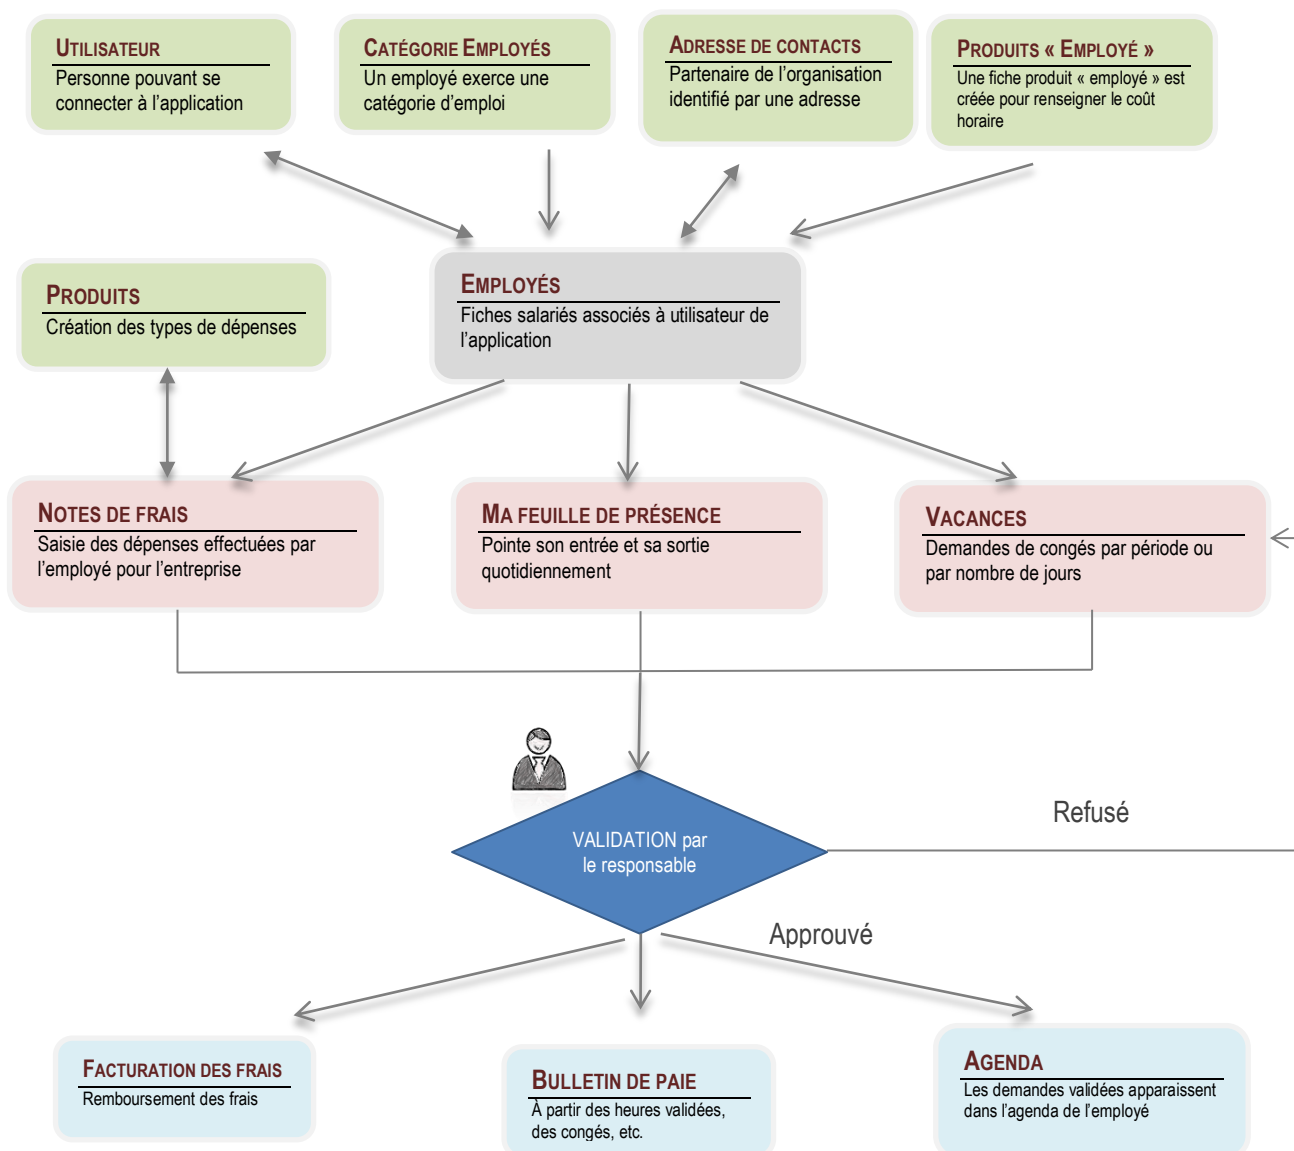 UTILISATEUR
Personne pouvant se
connecter à l'application
CATÉGORIE EMPLOYÉS
Un employé exerce une
catégorie d'emploi
ADRESSE DE CONTACTS
Partenaire de l'organisation
identifié par une adresse
PRODUITS « EMPLOYÉ »
Une fiche produit « employé » est
créée pour renseigner le coût
horaire
PRODUITS
Création des types de dépenses
EMPLOYÉS
Fiches salariés associés à utilisateur de
l'application
NOTES DE FRAIS
Saisie des dépenses effectuées par
l'employé pour l'entreprise
MA FEUILLE DE PRÉSENCE
Pointe son entrée et sa sortie
quotidiennement
VACANCES
Demandes de congés par période ou
par nombre de jours
VALIDATION par
le responsable
Refusé
Approuvé
FACTURATION DES FRAIS
Remboursement des frais
BULLETIN DE PAIE
À partir des heures validées,
des congés, etc.
AGENDA
Les demandes validées apparaissent
dans l'agenda de l'employé